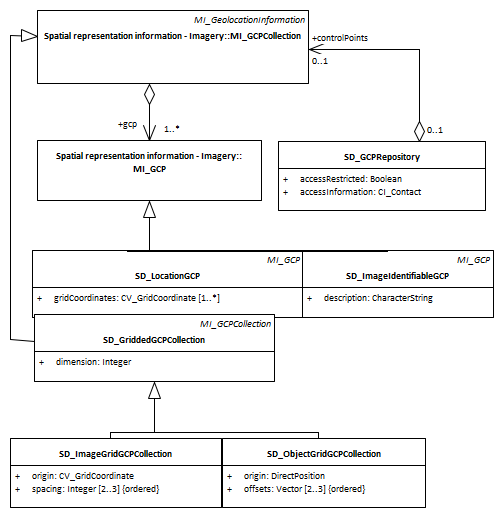 MI_GeolocationInformation
Spatial representation information - Imagery::MI_GCPCollection
+controlPoints
0..1
+gcp
1..*
0..1
Spatial representation information - Imagery::
MI_GCP
SD_GCPRepository
+ accessRestricted: Boolean
+ accessInformation: CI_Contact
MI_GCP
SD_LocationGCP
+ gridCoordinates: CV_GridCoordinate [1..*]
MI_GCP
SD_ImageIdentifiableGCP
+ description: CharacterString
MI_GCPCollection
SD_GriddedGCPCollection
+ dimension: Integer
SD_ImageGridGCPCollection
+ origin: CV_GridCoordinate
+ spacing: Integer [2..3] {ordered}
SD_ObjectGridGCPCollection
+ origin: DirectPosition
+ offsets: Vector [2..3] {ordered}